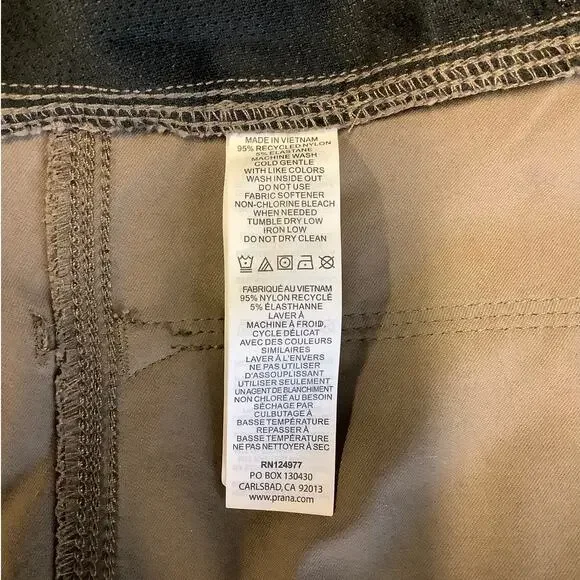 MADE IN VIETNAM
95% RECYCLED NYLON
5% ELASTANE
MACHINE WASH
COLD GENTLE
WITH LIKE COLORS
WASH INSIDE OUT
DO NOT USE
FABRIC SOFTENER
NON-CHLORINE BLEACH
WHEN NEEDED
TUMBLE DRY LOW
IRON LOW
DO NOT DRY CLEAN
FABRIQUÉ AU VIETNAM
95% NYLON RECYCLÉ
5% ÉLASTHANNE
LAVER À
MACHINE À FROID,
CYCLE DÉLICAT
AVEC DES COULEURS
SIMILAIRES
LAVER À L'ENVERS
NE PAS UTILISER
D'ASSOUPLISSANT
UTILISER SEULEMENT
UN AGENT DE BLANCHIMENT
NON CHLORÉ AU BESOIN
SÉCHAGE PAR
CULBUTAGE À
BASSE TEMPÉRATURE
REPASSER À
BASSE TEMPÉRATURE
NE PAS NETTOYER À SEC
RN124977
PO BOX 130430
CARLSBAD, CA 92013
www.prana.com